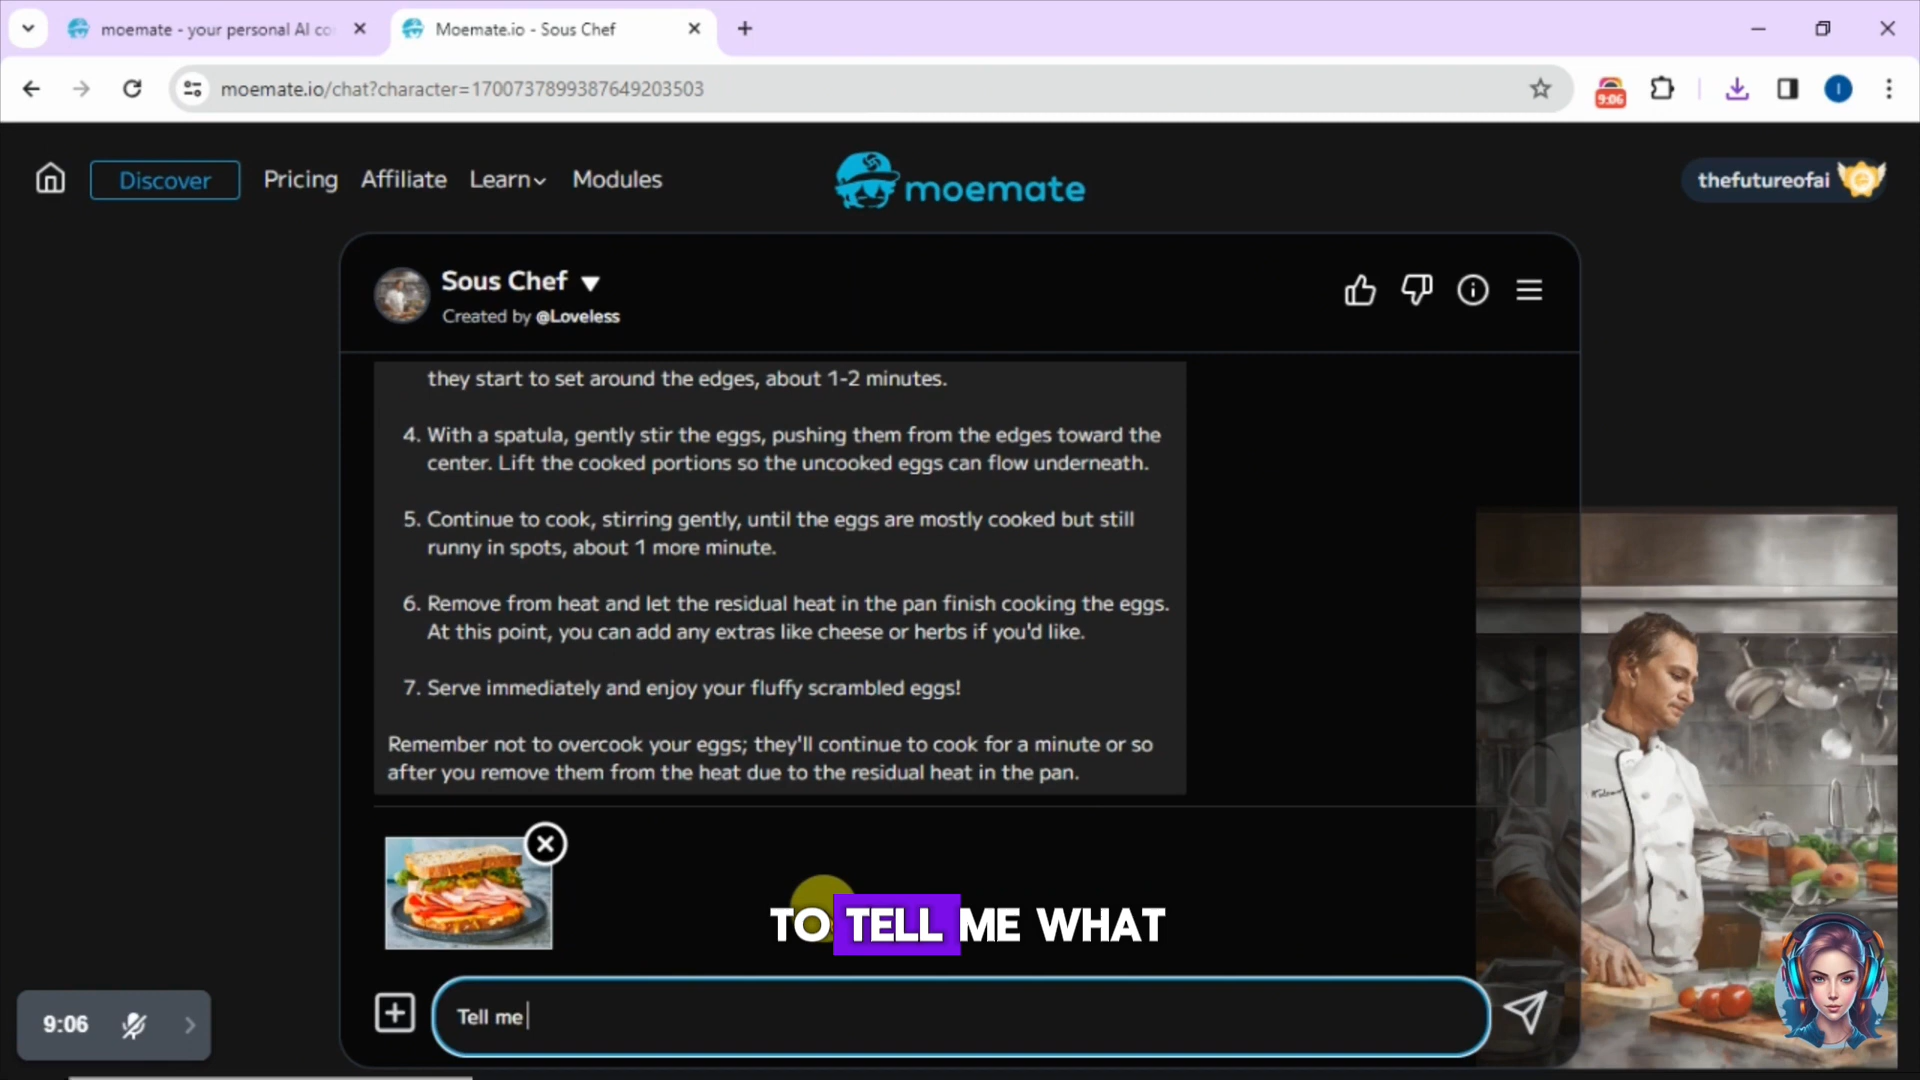 moemate - your personal AI co
Moemate.io - Sous Chef
moemate.io/chat?character=1700737899387649203503
9:06
I
Discover
Pricing
Affiliate
Learn
Modules
moemate
thefutureofai
Sous Chef
Created by @Loveless
they start to set around the edges, about 1-2 minutes.
4. With a spatula, gently stir the eggs, pushing them from the edges toward the
center. Lift the cooked portions so the uncooked eggs can flow underneath.
5. Continue to cook, stirring gently, until the eggs are mostly cooked but still
runny in spots, about 1 more minute.
6. Remove from heat and let the residual heat in the pan finish cooking the eggs.
At this point, you can add any extras like cheese or herbs if you'd like.
7. Serve immediately and enjoy your fluffy scrambled eggs!
Remember not to overcook your eggs; they'll continue to cook for a minute or so
after you remove them from the heat due to the residual heat in the pan.
TO TELL ME WHAT
Tell me
9:06